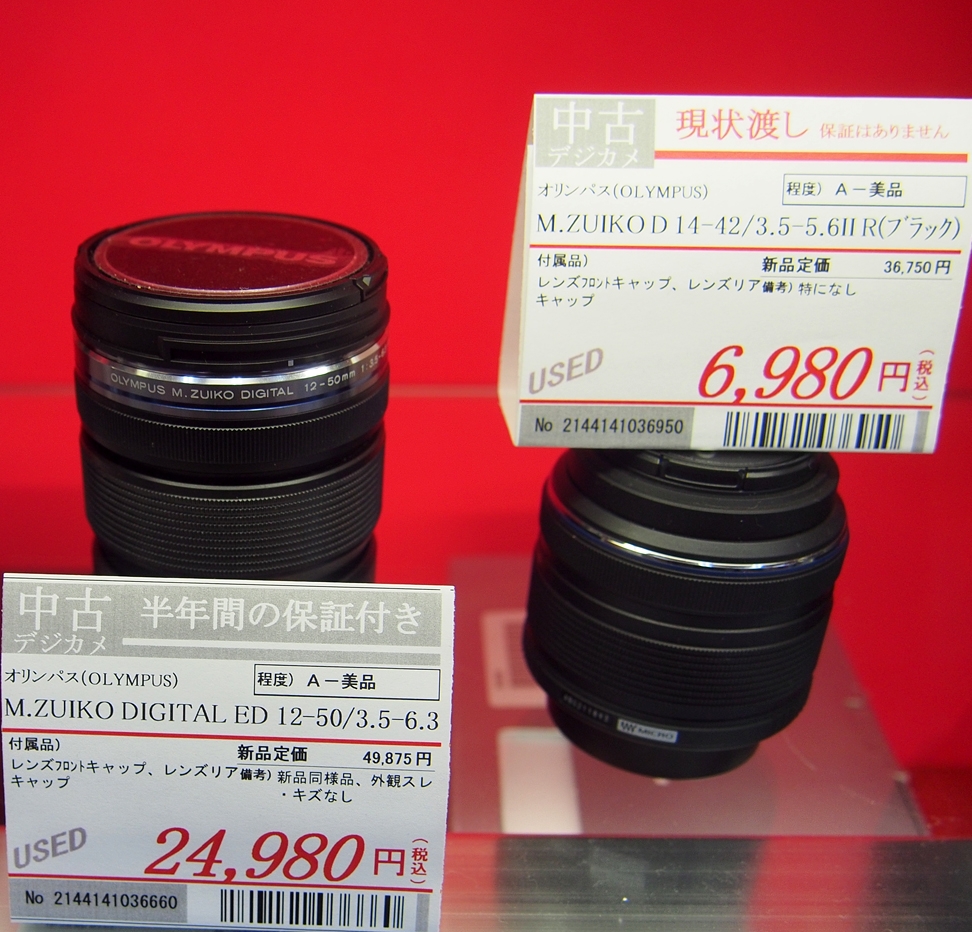 OLYMPUS
OLYMPUS M.ZUIKO DIGITAL 12-50mm 1:3.5-6.
中古
デジカメ
現状渡し 保証はありません
オリンパス(OLYMPUS)
程度) A－美品
M.ZUIKO D 14-42/3.5-5.6II R(ブラック)
付属品)
新品定価 36,750円
レンズフロントキャップ、レンズリア
キャップ
備考) 特になし
USED
6,980円(税込)
No 2144141036950
MICRO
中古
デジカメ
半年間の保証付き
オリンパス(OLYMPUS)
程度) A－美品
M.ZUIKO DIGITAL ED 12-50/3.5-6.3
付属品)
新品定価 49,875円
レンズフロントキャップ、レンズリア
キャップ
備考) 新品同様品、外観スレ
・キズなし
USED
24,980円(税込)
No 2144141036660